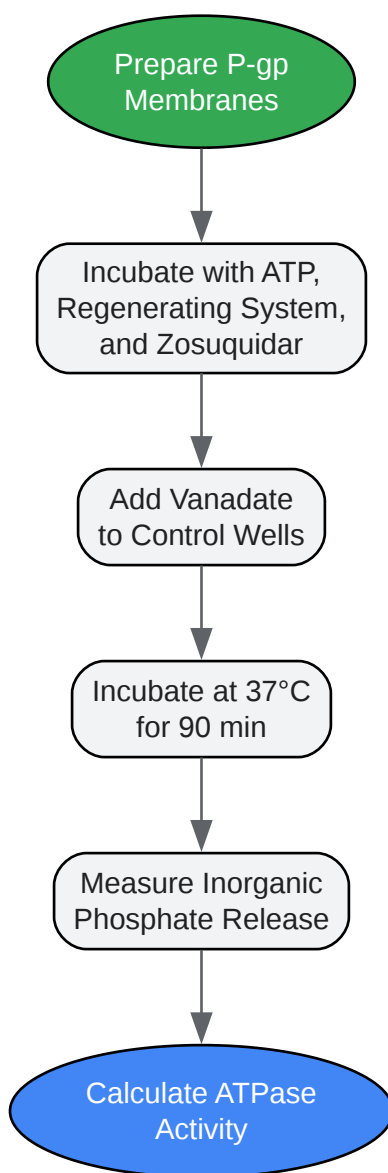 Prepare P-gp
Membranes
Incubate with ATP,
Regenerating System,
and Zosuquidar
Add Vanadate
to Control Wells
Incubate at 37°C
for 90 min
Measure Inorganic
Phosphate Release
Calculate ATPase
Activity